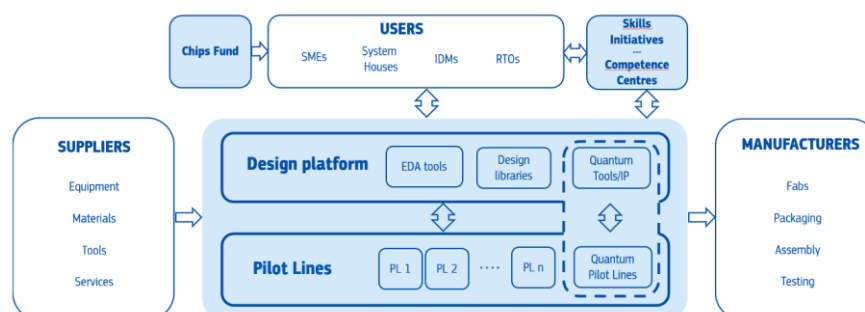 Chips Fund
USERS
SMEs
System
Houses
IDMs
RTOs
Skills
Initiatives
—
Competence
Centres
SUPPLIERS
Equipment
Materials
Tools
Services
Design platform
EDA tools
Design
libraries
Quantum
Tools/IP
Pilot Lines
PL 1
PL 2
....
PL n
Quantum
Pilot Lines
MANUFACTURERS
Fabs
Packaging
Assembly
Testing